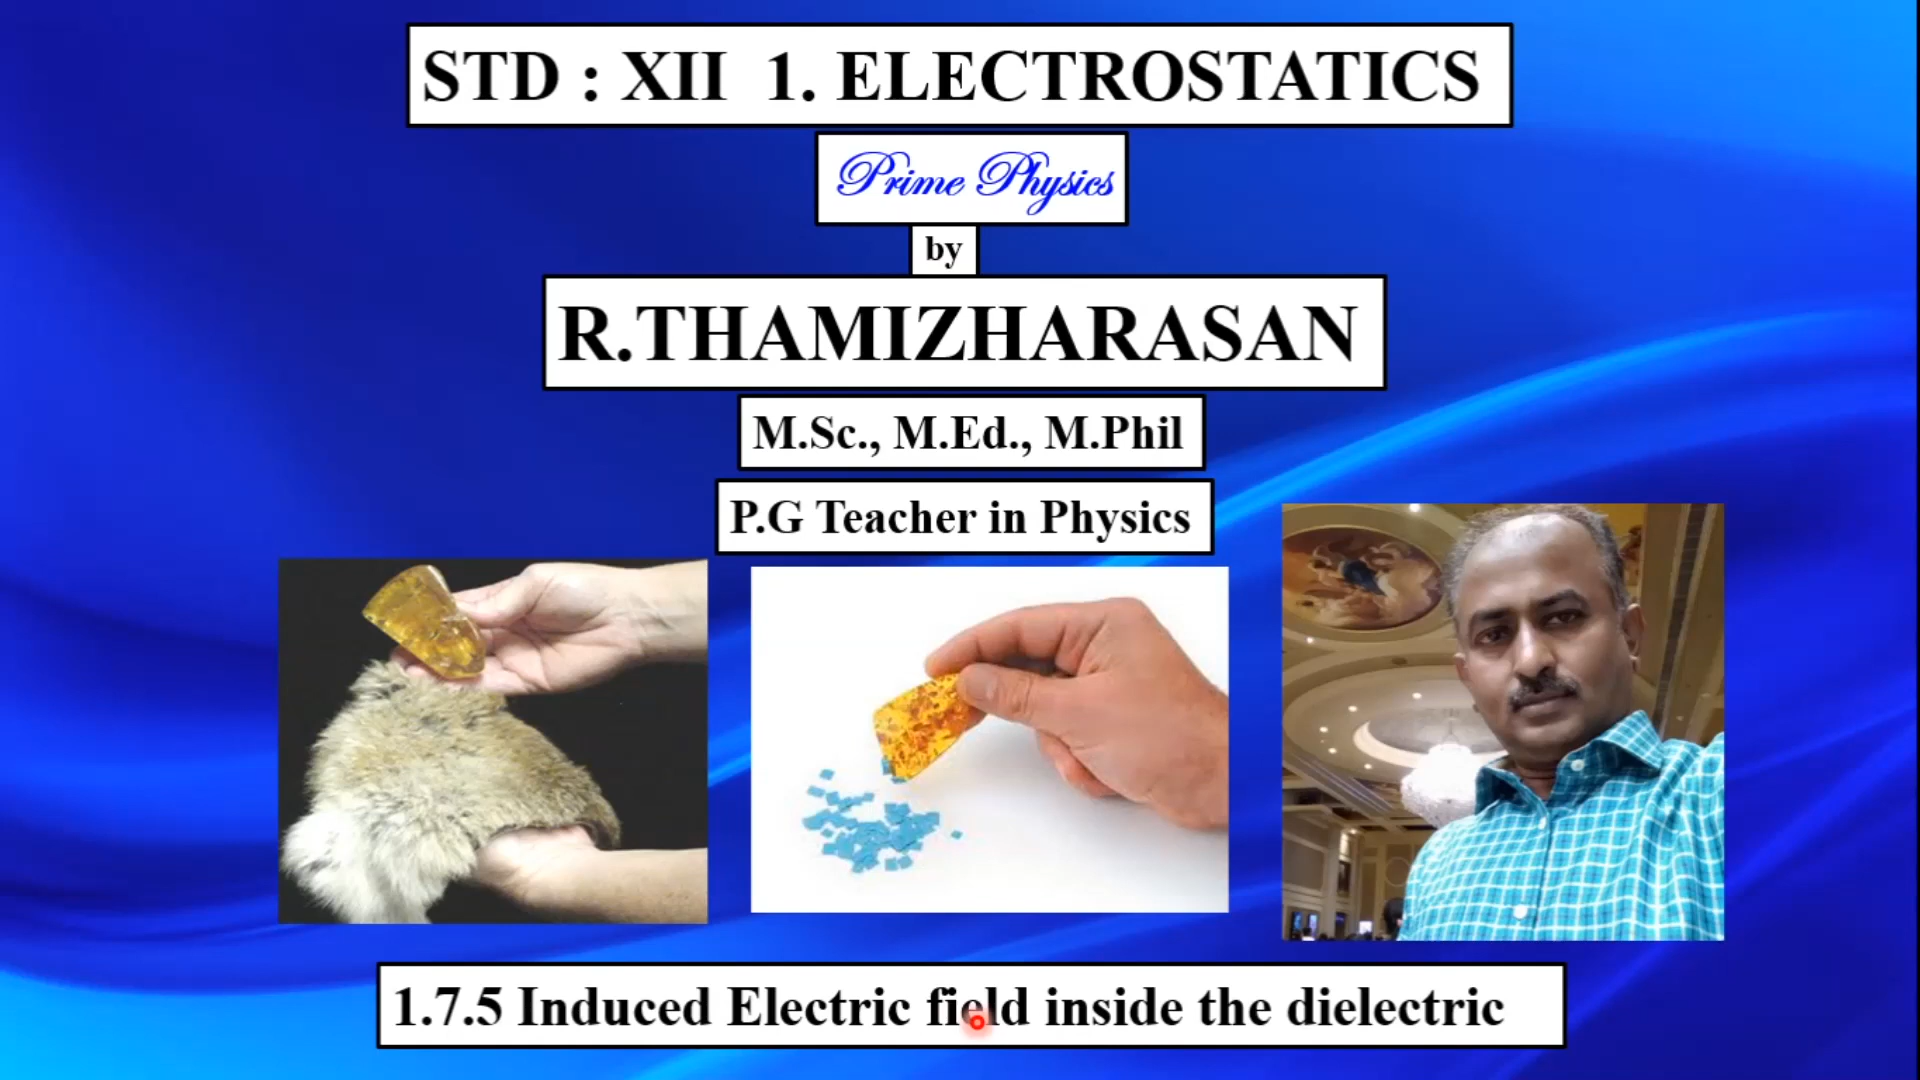 STD : XII 1. ELECTROSTATICS
Prime Physics
by
R.THAMIZHARASAN
M.Sc., M.Ed., M.Phil
P.G Teacher in Physics
1.7.5 Induced Electric field inside the dielectric